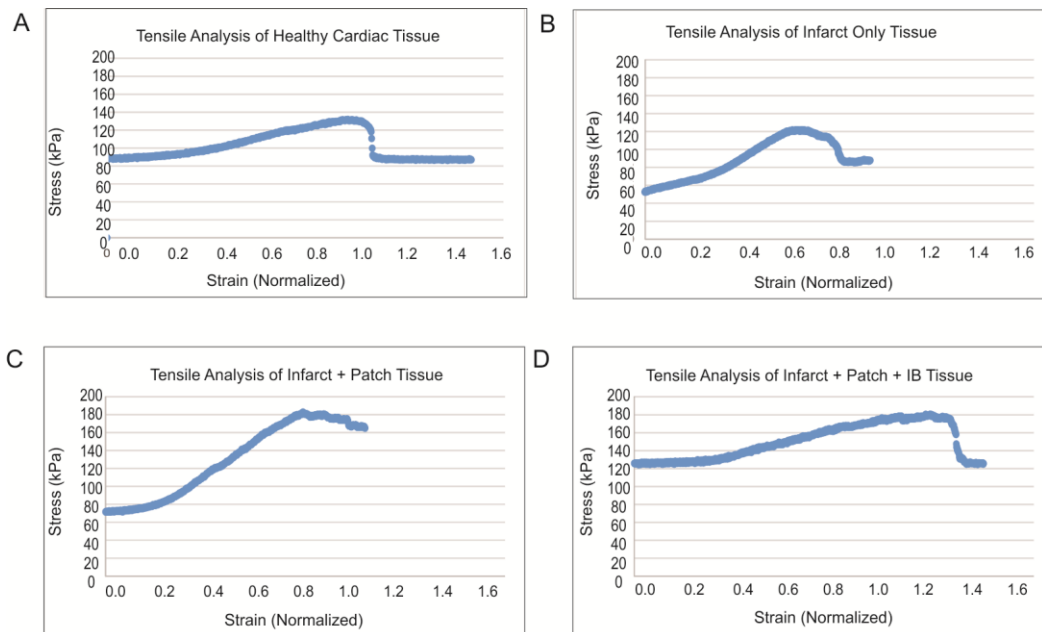 A
Tensile Analysis of Healthy Cardiac Tissue
200
180
160
140
120
100
80
60
40
20
0
0
0.0 0.2 0.4 0.6 0.8 1.0 1.2 1.4 1.6
Stress (kPa)
Strain (Normalized)
B
Tensile Analysis of Infarct Only Tissue
200
180
160
140
120
100
80
60
40
20
0
0.0 0.2 0.4 0.6 0.8 1.0 1.2 1.4 1.6
Stress (kPa)
Strain (Normalized)
C
Tensile Analysis of Infarct + Patch Tissue
200
180
160
140
120
100
80
60
40
20
0
0.0 0.2 0.4 0.6 0.8 1.0 1.2 1.4 1.6
Stress (kPa)
Strain (Normalized)
D
Tensile Analysis of Infarct + Patch + IB Tissue
200
180
160
140
120
100
80
60
40
20
0
0.0 0.2 0.4 0.6 0.8 1.0 1.2 1.4 1.6
Stress (kPa)
Strain (Normalized)